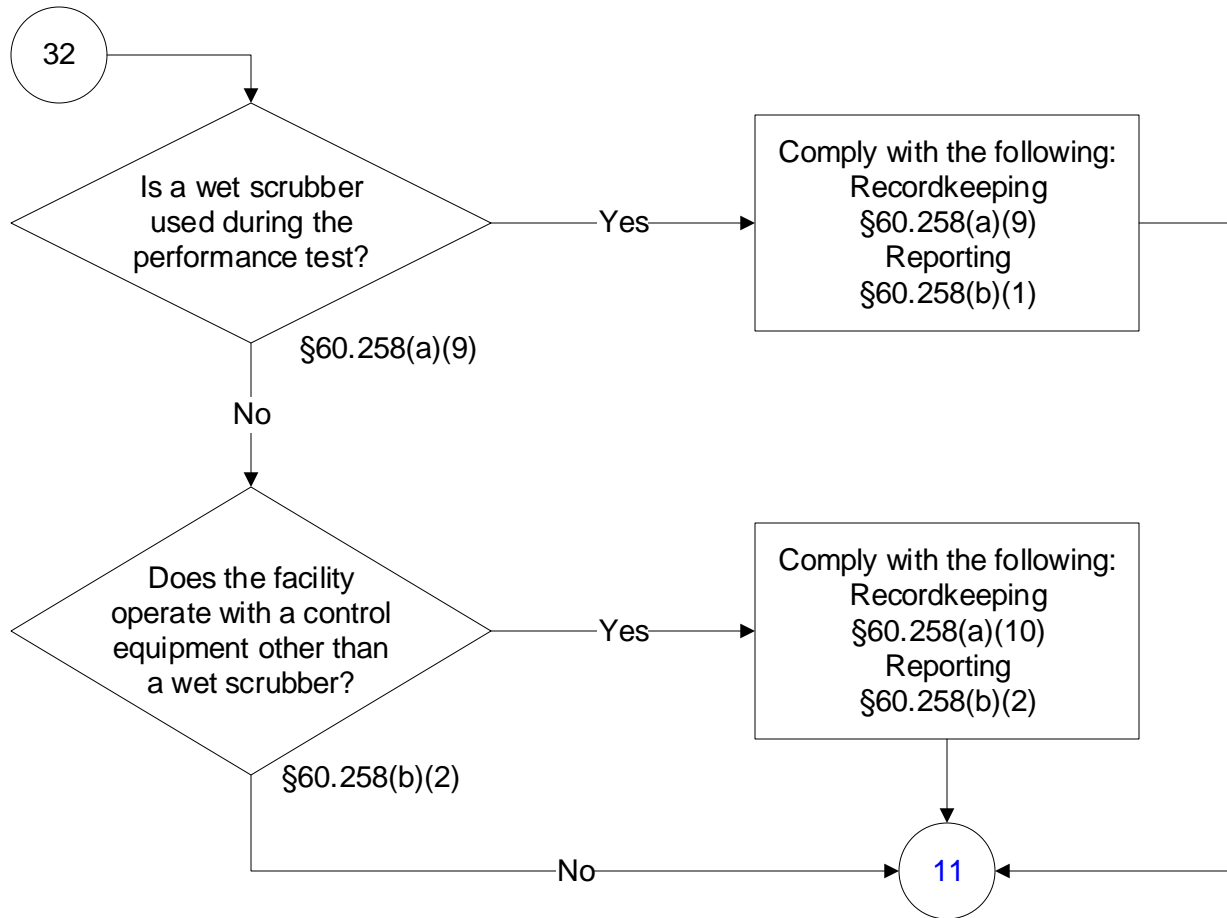 32
Is a wet scrubber
used during the
performance test?
Yes
Comply with the following:
Recordkeeping
§60.258(a)(9)
Reporting
§60.258(b)(1)
§60.258(a)(9)
No
Does the facility
operate with a control
equipment other than
a wet scrubber?
Yes
Comply with the following:
Recordkeeping
§60.258(a)(10)
Reporting
§60.258(b)(2)
§60.258(b)(2)
No
11